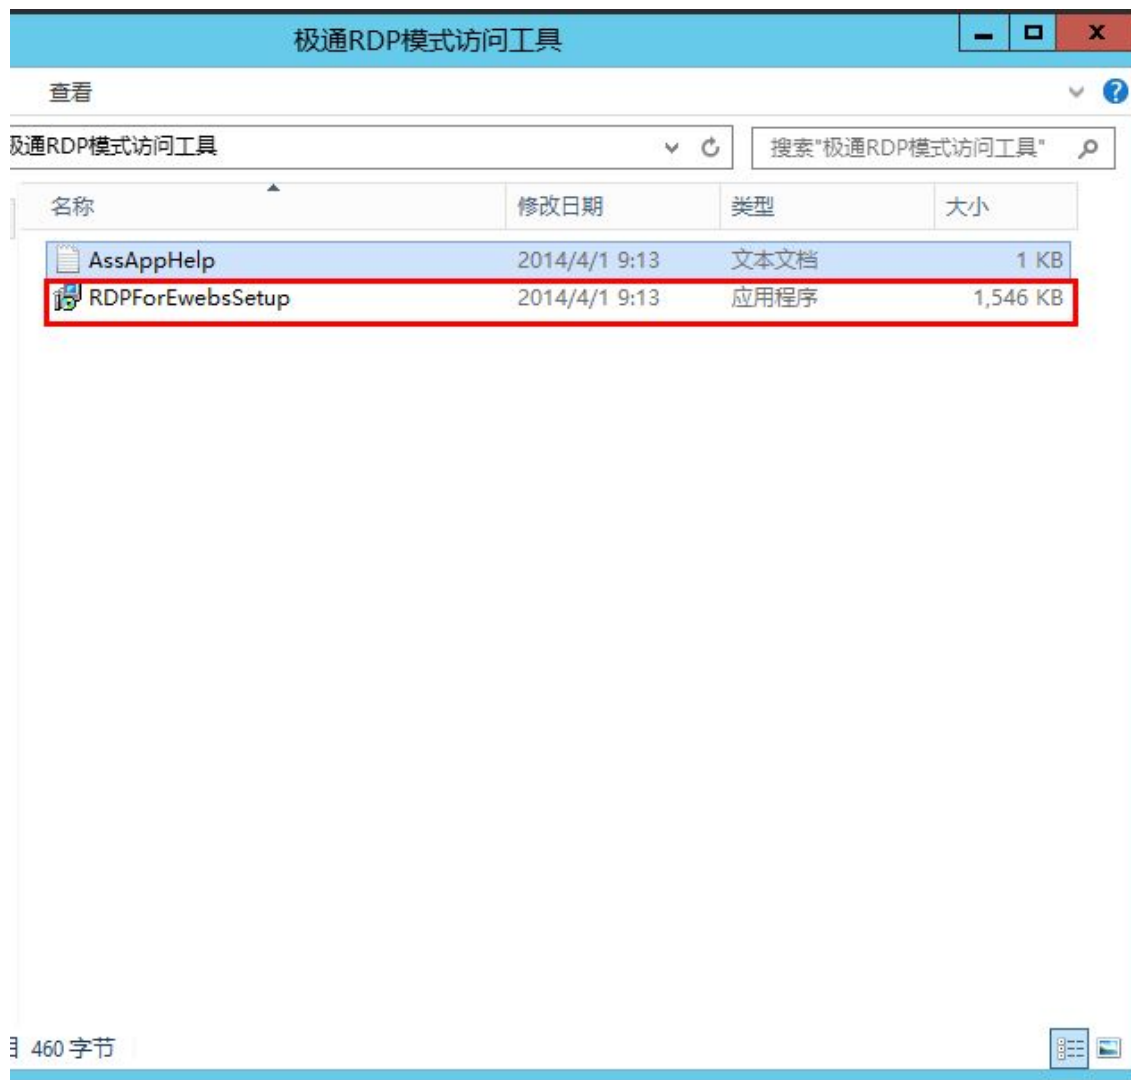 极通RDP模式访问工具
查看
极通RDP模式访问工具 搜索"极通RDP模式访问工具"
名称 修改日期 类型 大小
AssAppHelp 2014/4/1 9:13 文本文档 1 KB
RDPForEwebsSetup 2014/4/1 9:13 应用程序 1,546 KB
460 字节